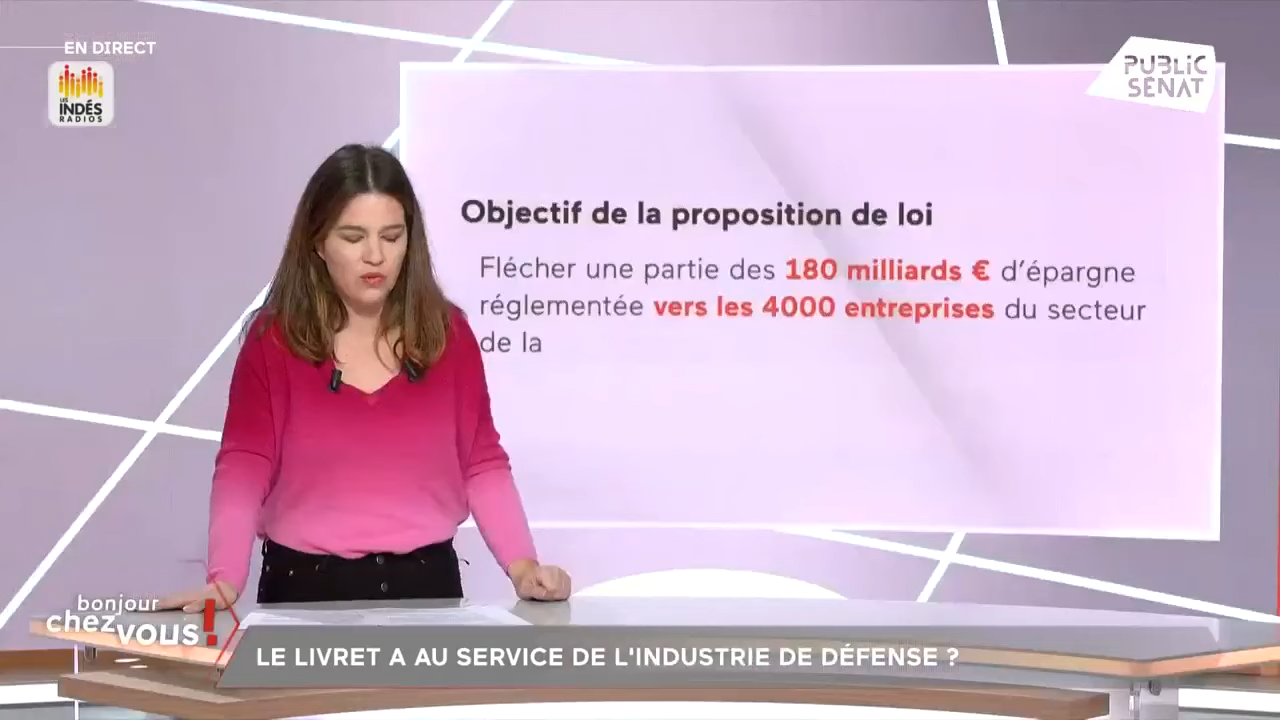 EN DIRECT
LES
INDÉS
RADIOS
PUBLIC
SÉNAT
Objectif de la proposition de loi
Flécher une partie des 180 milliards € d'épargne
réglementée vers les 4000 entreprises du secteur
de la
bonjour
chez vous!
LE LIVRET A AU SERVICE DE L'INDUSTRIE DE DÉFENSE ?